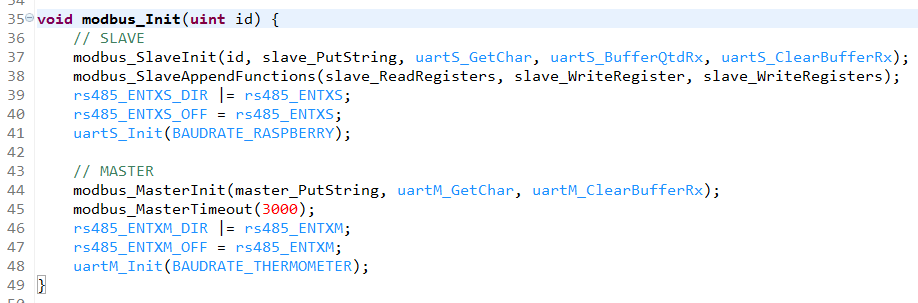 35 void modbus_Init(uint id) {
36 // SLAVE
37 modbus_SlaveInit(id, slave_PutString, uartS_GetChar, uartS_BufferQtdRx, uartS_ClearBufferRx);
38 modbus_SlaveAppendFunctions(slave_ReadRegisters, slave_WriteRegister, slave_WriteRegisters);
39 rs485_ENTXS_DIR |= rs485_ENTXS;
40 rs485_ENTXS_OFF = rs485_ENTXS;
41 uartS_Init(BAUDRATE_RASPBERRY);
42
43 // MASTER
44 modbus_MasterInit(master_PutString, uartM_GetChar, uartM_ClearBufferRx);
45 modbus_MasterTimeout(3000);
46 rs485_ENTXM_DIR |= rs485_ENTXM;
47 rs485_ENTXM_OFF = rs485_ENTXM;
48 uartM_Init(BAUDRATE_THERMOMETER);
49 }